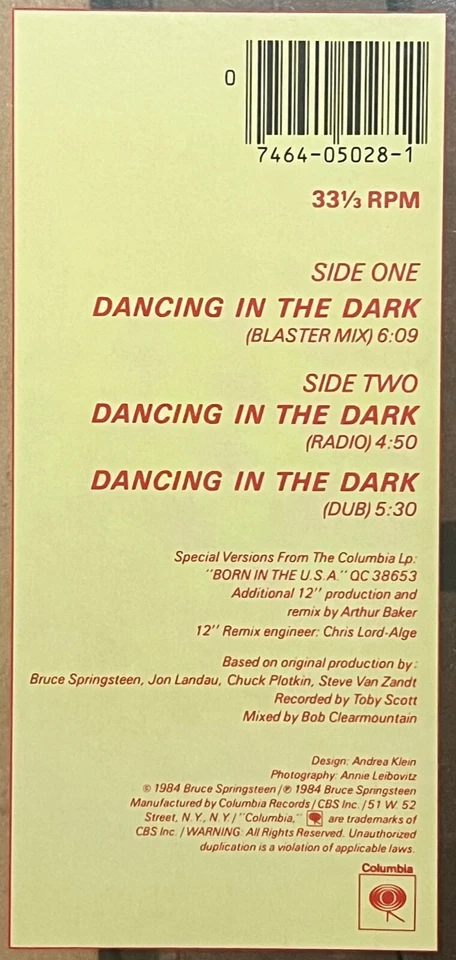 0
7464-05028-1
33⅓ RPM
SIDE ONE
DANCING IN THE DARK
(BLASTER MIX) 6:09
SIDE TWO
DANCING IN THE DARK
(RADIO) 4:50
DANCING IN THE DARK
(DUB) 5:30
Special Versions From The Columbia Lp:
"BORN IN THE U.S.A." QC 38653
Additional 12" production and
remix by Arthur Baker
12" Remix engineer: Chris Lord-Alge
Based on original production by:
Bruce Springsteen, Jon Landau, Chuck Plotkin, Steve Van Zandt
Recorded by Toby Scott
Mixed by Bob Clearmountain
Design: Andrea Klein
Photography: Annie Leibovitz
© 1984 Bruce Springsteen/℗ 1984 Bruce Springsteen
Manufactured by Columbia Records/CBS Inc./51 W. 52
Street, N.Y., N.Y./"Columbia," are trademarks of
CBS Inc./WARNING: All Rights Reserved. Unauthorized
duplication is a violation of applicable laws.
Columbia